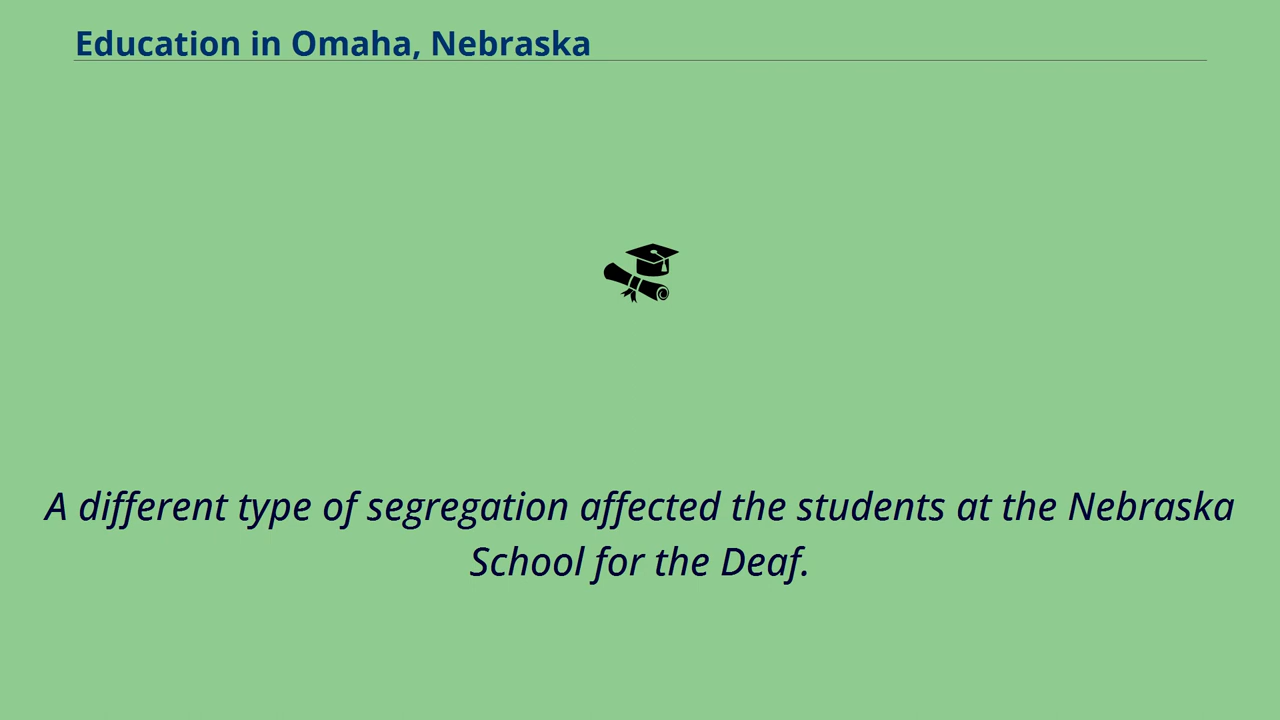 Education in Omaha, Nebraska
A different type of segregation affected the students at the Nebraska
School for the Deaf.